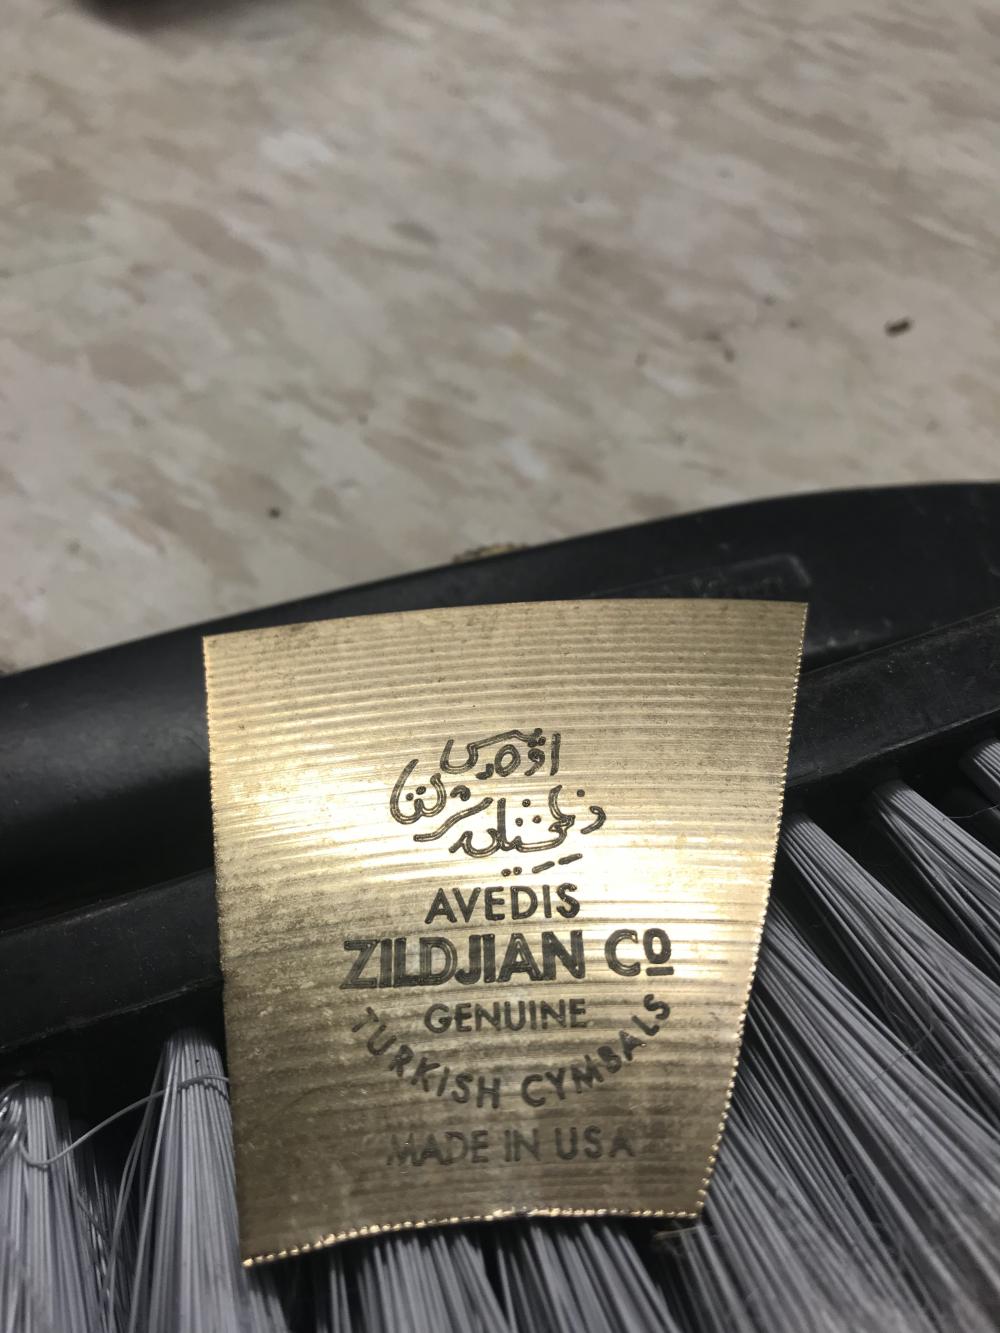 AVEDIS
ZILDJIAN Cº
GENUINE
TURKISH CYMBALS
MADE IN USA